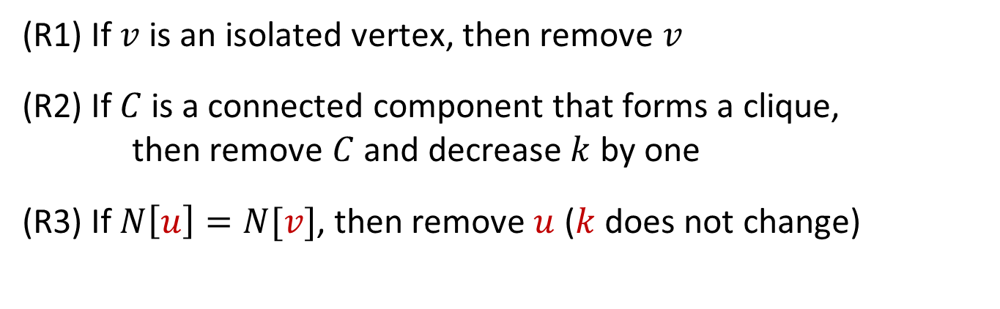 (R1) If 𝑣 is an isolated vertex, then remove 𝑣
(R2) If 𝐶 is a connected component that forms a clique,
then remove 𝐶 and decrease 𝑘 by one
(R3) If 𝑁[𝑢] = 𝑁[𝑣], then remove 𝑢 (𝑘 does not change)